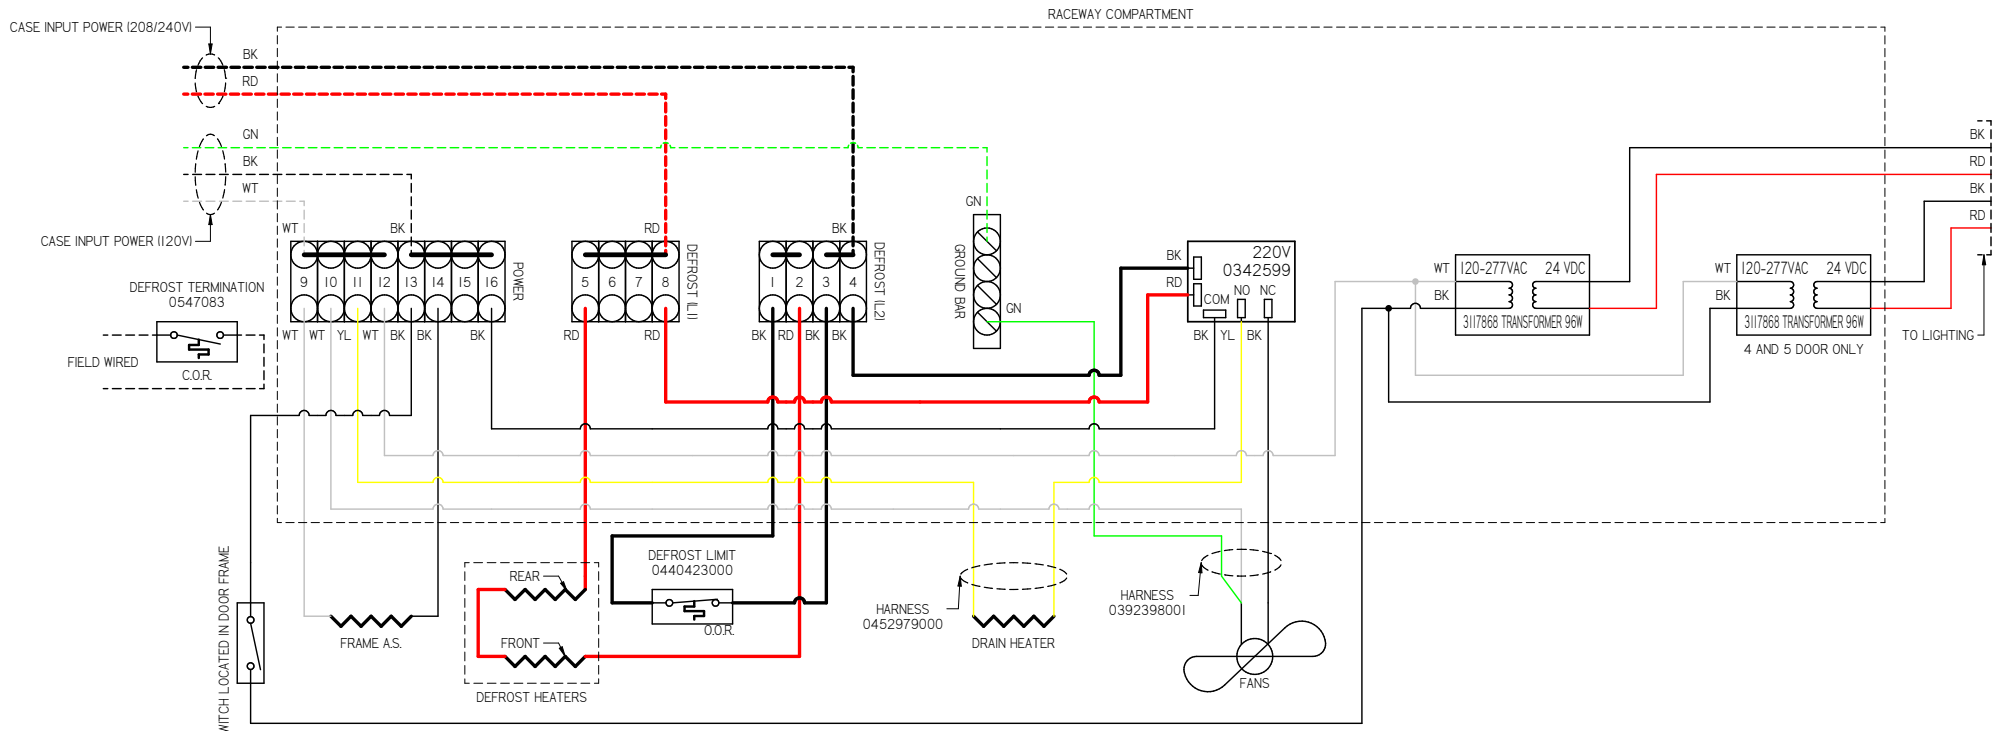 RACEWAY COMPARTMENT
CASE INPUT POWER (208/240V)
BK
RD
GN
BK
WT
CASE INPUT POWER (120V)
WT
BK
RD
BK
GN
9 10 11 12 13 14 15 16
POWER
5 6 7 8
DEFROST (L1)
1 2 3 4
DEFROST (L2)
GROUND BAR
GN
BK
RD
220V
0342599
COM
NO
NC
WT
BK
120-277VAC
24 VDC
3117868 TRANSFORMER 96W
WT
BK
120-277VAC
24 VDC
3117868 TRANSFORMER 96W
4 AND 5 DOOR ONLY
BK
RD
BK
RD
TO LIGHTING
WT WT YL WT BK BK BK
RD RD
BK RD BK BK
BK YL BK
DEFROST TERMINATION
0547083
FIELD WIRED
C.O.R.
DEFROST LIMIT
0440423000
O.O.R.
REAR
FRONT
DEFROST HEATERS
FRAME A.S.
HARNESS
0452979000
DRAIN HEATER
HARNESS
0392398001
FANS
LOCATED IN DOOR FRAME